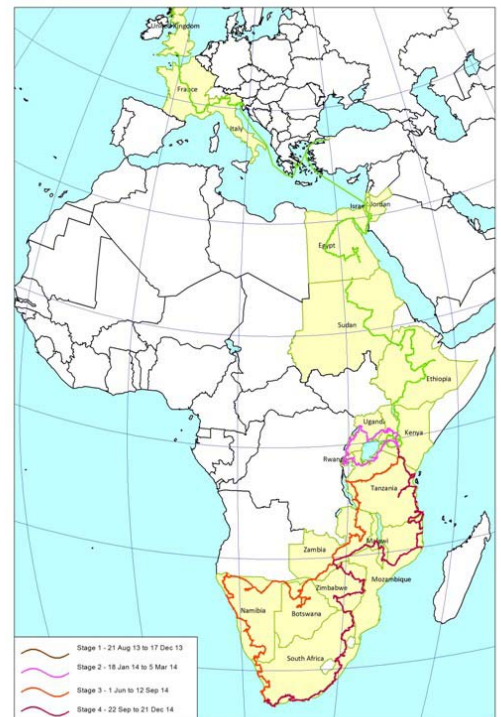 United Kingdom
France
Italy
Israel
Jordan
Egypt
Sudan
Ethiopia
Uganda
Kenya
Rwanda
Tanzania
Malawi
Zambia
Mozambique
Zimbabwe
Namibia
Botswana
South Africa
Stage 1 - 21 Aug 13 to 17 Dec 13
Stage 2 - 18 Jan 14 to 5 Mar 14
Stage 3 - 1 Jun to 12 Sep 14
Stage 4 - 22 Sep to 21 Dec 14